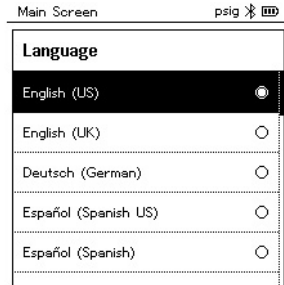 Main Screen psig
Language
English (US)
English (UK)
Deutsch (German)
Español (Spanish US)
Español (Spanish)